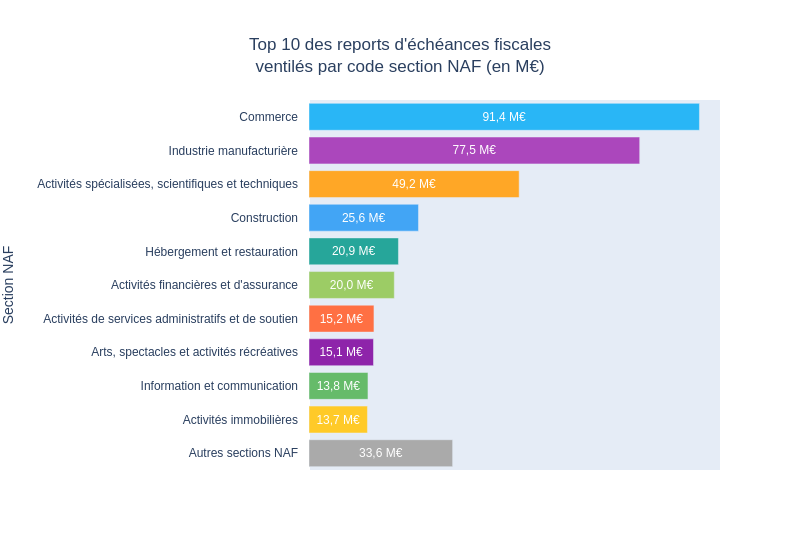 Top 10 des reports d'échéances fiscales
ventilés par code section NAF (en M€)
Section NAF
Commerce 91,4 M€
Industrie manufacturière 77,5 M€
Activités spécialisées, scientifiques et techniques 49,2 M€
Construction 25,6 M€
Hébergement et restauration 20,9 M€
Activités financières et d'assurance 20,0 M€
Activités de services administratifs et de soutien 15,2 M€
Arts, spectacles et activités récréatives 15,1 M€
Information et communication 13,8 M€
Activités immobilières 13,7 M€
Autres sections NAF 33,6 M€